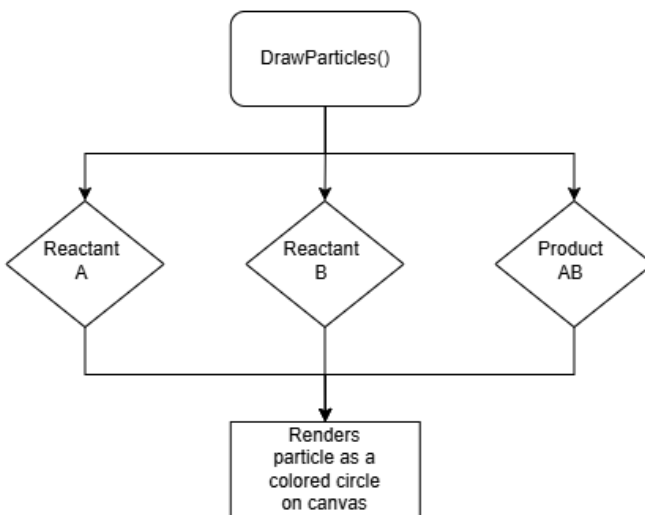 DrawParticles()
Reactant
A
Reactant
B
Product
AB
Renders
particle as a
colored circle
on canvas